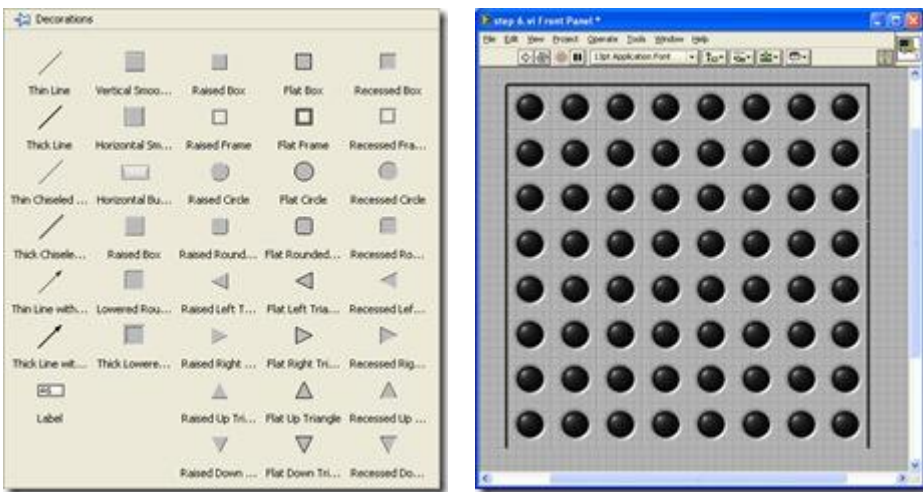 Decorations
Thin Line Vertical Smoo... Raised Box Flat Box Recessed Box
Thick Line Horizontal Sm... Raised Frame Flat Frame Recessed Fra...
Thin Chiseled ... Horizontal Bu... Raised Circle Flat Circle Recessed Circle
Thick Chisele... Raised Box Raised Round... Flat Rounded... Recessed Ro...
Thin Line with... Lowered Rou... Raised Left T... Flat Left Tria... Recessed Lef...
Thick Line wit... Thick Lowere... Raised Right ... Flat Right Tri... Recessed Rig...
Label Raised Up Tri... Flat Up Triangle Recessed Up ...
Raised Down ... Flat Down Tri... Recessed Do...
step 6.vi Front Panel *
File Edit View Project Operate Tools Window Help
13pt Application Font